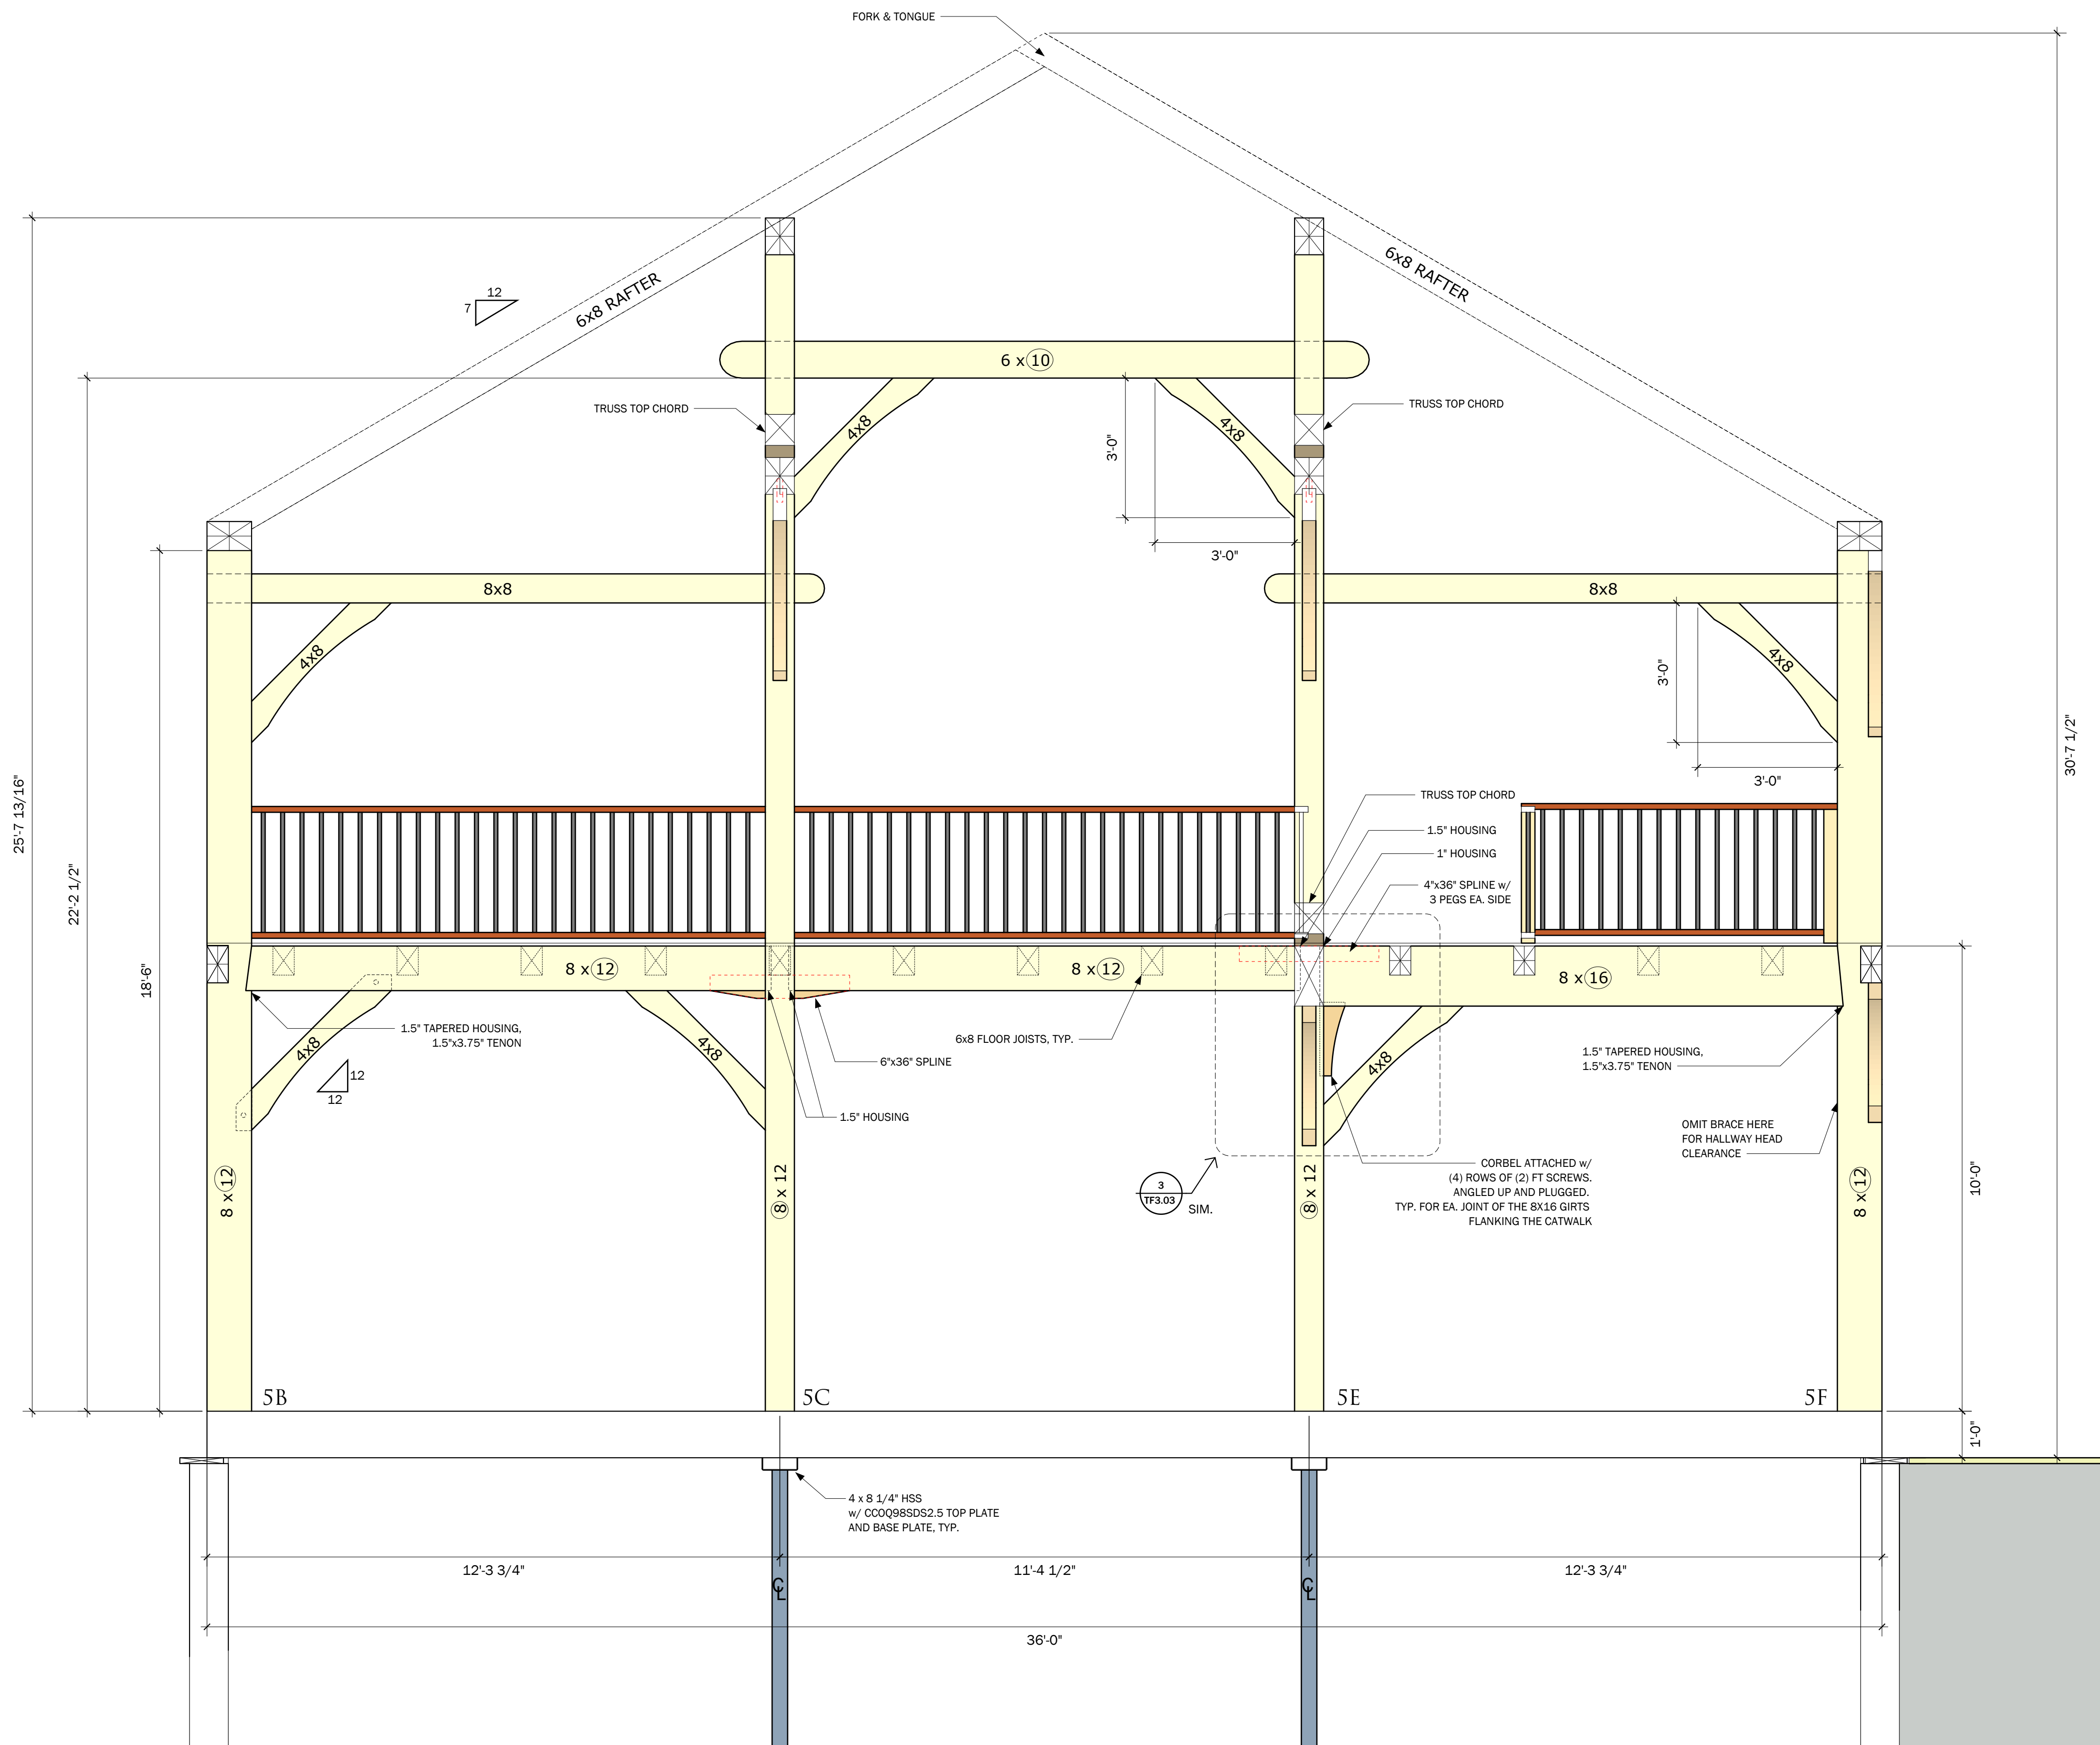 FORK & TONGUE
6x8 RAFTER
6x8 RAFTER
12
7
6 x 10
TRUSS TOP CHORD
TRUSS TOP CHORD
4x8
4x8
3'-0"
3'-0"
8x8
8x8
4x8
4x8
3'-0"
3'-0"
25'-7 13/16"
22'-2 1/2"
18'-6"
30'-7 1/2"
TRUSS TOP CHORD
1.5" HOUSING
1" HOUSING
4"x36" SPLINE w/
3 PEGS EA. SIDE
8 x 12
8 x 12
8 x 16
1.5" TAPERED HOUSING,
1.5"x3.75" TENON
4x8
4x8
12
12
6x8 FLOOR JOISTS, TYP.
6"x36" SPLINE
1.5" HOUSING
4x8
1.5" TAPERED HOUSING,
1.5"x3.75" TENON
OMIT BRACE HERE
FOR HALLWAY HEAD
CLEARANCE
CORBEL ATTACHED w/
(4) ROWS OF (2) FT SCREWS.
ANGLED UP AND PLUGGED.
TYP. FOR EA. JOINT OF THE 8X16 GIRTS
FLANKING THE CATWALK
3
TF3.03
SIM.
8 x 12
8 x 12
8 x 12
8 x 12
10'-0"
5B
5C
5E
5F
1'-0"
4 x 8 1/4" HSS
w/ CCOQ98SDS2.5 TOP PLATE
AND BASE PLATE, TYP.
12'-3 3/4"
11'-4 1/2"
12'-3 3/4"
CL
CL
36'-0"